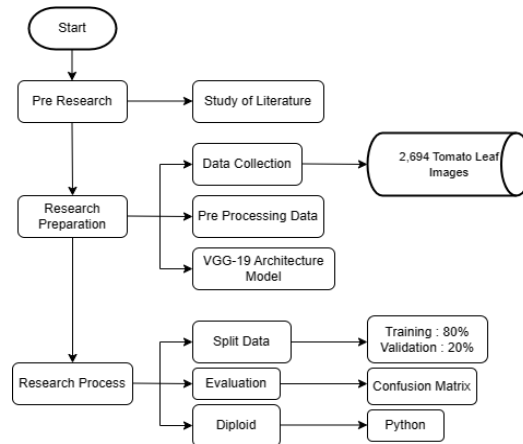 Start
Pre Research
Study of Literature
Data Collection
2,694 Tomato Leaf
Images
Research
Preparation
Pre Processing Data
VGG-19 Architecture
Model
Split Data
Training : 80%
Validation : 20%
Research Process
Evaluation
Confusion Matrix
Diploid
Python